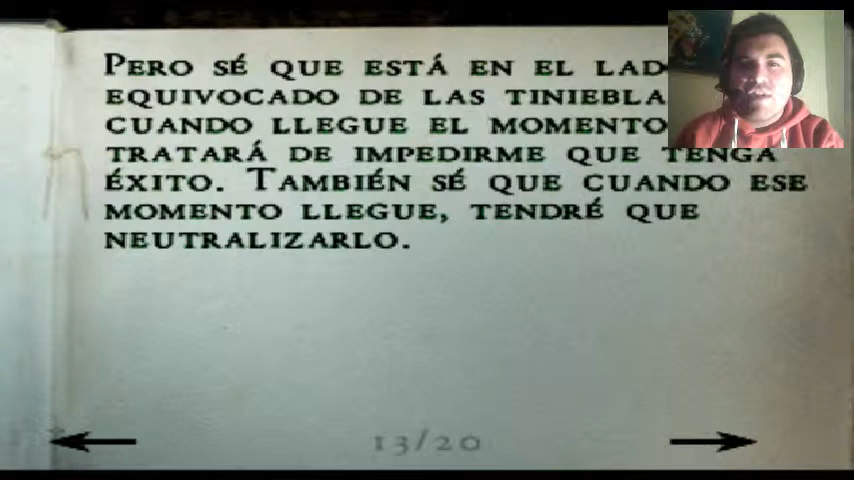 Pero sé que está en el
equivocado de las
cuando llegue el momento
tratará de impedirme que tenga
éxito. También sé que cuando ese
momento llegue, tendré que
neutralizarlo.
13/20